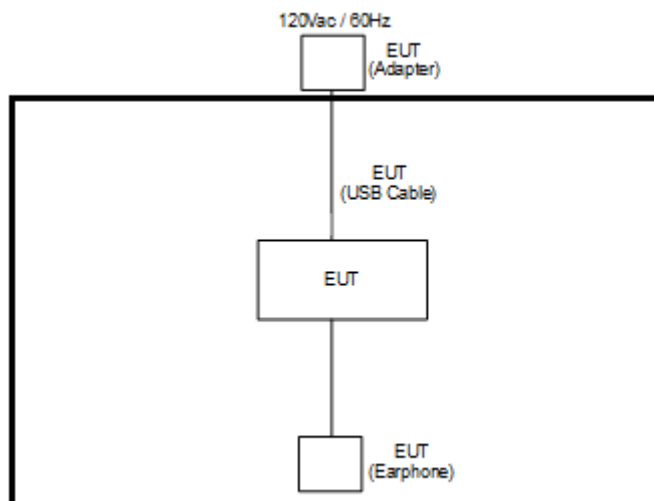 120Vac / 60Hz
EUT
(Adapter)
EUT
(USB Cable)
EUT
EUT
(Earphone)